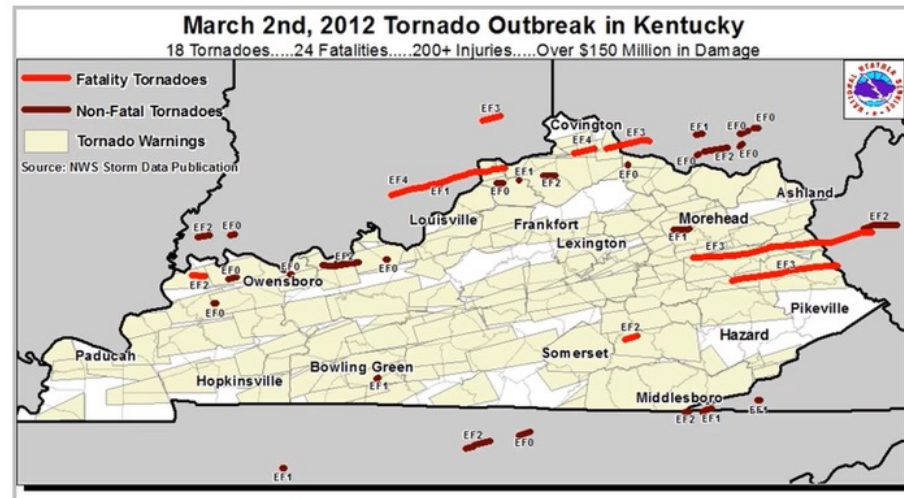 March 2nd, 2012 Tornado Outbreak in Kentucky
18 Tornadoes.....24 Fatalities.....200+ Injuries.....Over $150 Million in Damage
Fatality Tornadoes
Non-Fatal Tornadoes
Tornado Warnings
Source: NWS Storm Data Publication
NATIONAL WEATHER SERVICE
EF3
Covington
EF1
EF0
EF0
EF4
EF3
EF0
EF2
EF0
EF4
EF1
EF1
EF0
EF2
EF0
Ashland
Louisville
Frankfort
Morehead
EF2
EF2
EF0
Lexington
EF1
EF3
EF2
EF0
EF0
EF0
EF2
EF0
Owensboro
EF3
EF0
Pikeville
EF2
Hazard
Paducah
Somerset
Bowling Green
Hopkinsville
EF1
Middlesboro
EF2
EF1
EF1
EF2
EF0
EF1